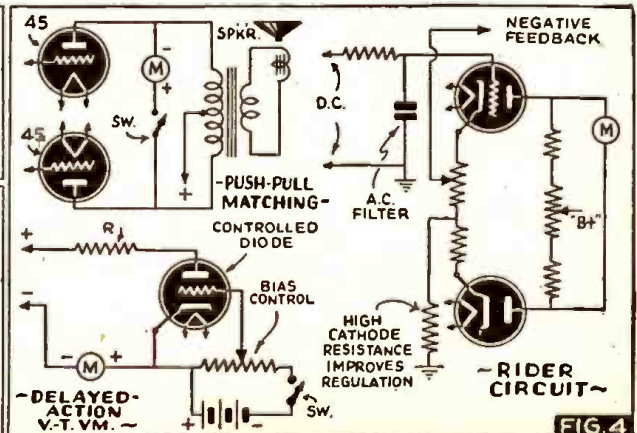 45
45
- M +
SW.
SPKR.
+
-PUSH-PULL
MATCHING-
D.C.
A.C.
FILTER
NEGATIVE
FEEDBACK
M
"B+"
HIGH
CATHODE
RESISTANCE
IMPROVES
REGULATION
~RIDER
CIRCUIT~
CONTROLLED
DIODE
+
R
BIAS
CONTROL
-
- M +
+ -
SW.
~DELAYED-
ACTION
V.-T. VM.~
FIG. 4